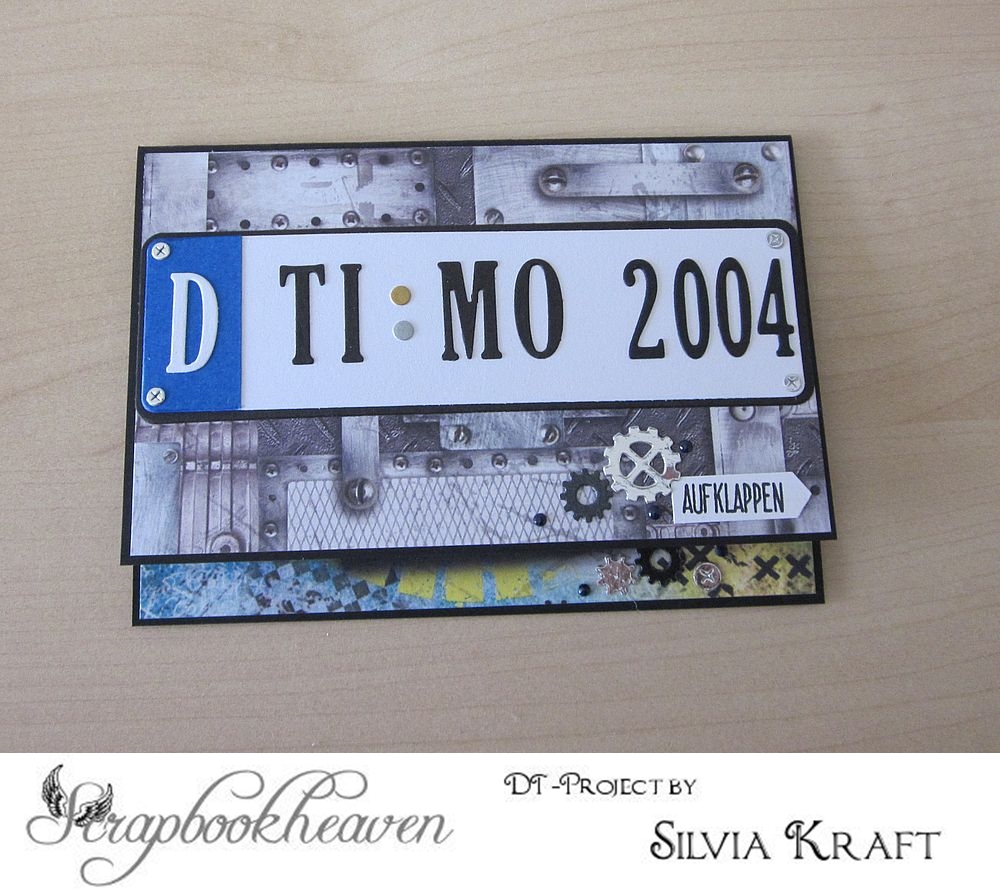 D TI:MO 2004
AUFKLAPPEN
Scrapbookheaven
DT-Project by
Silvia Kraft